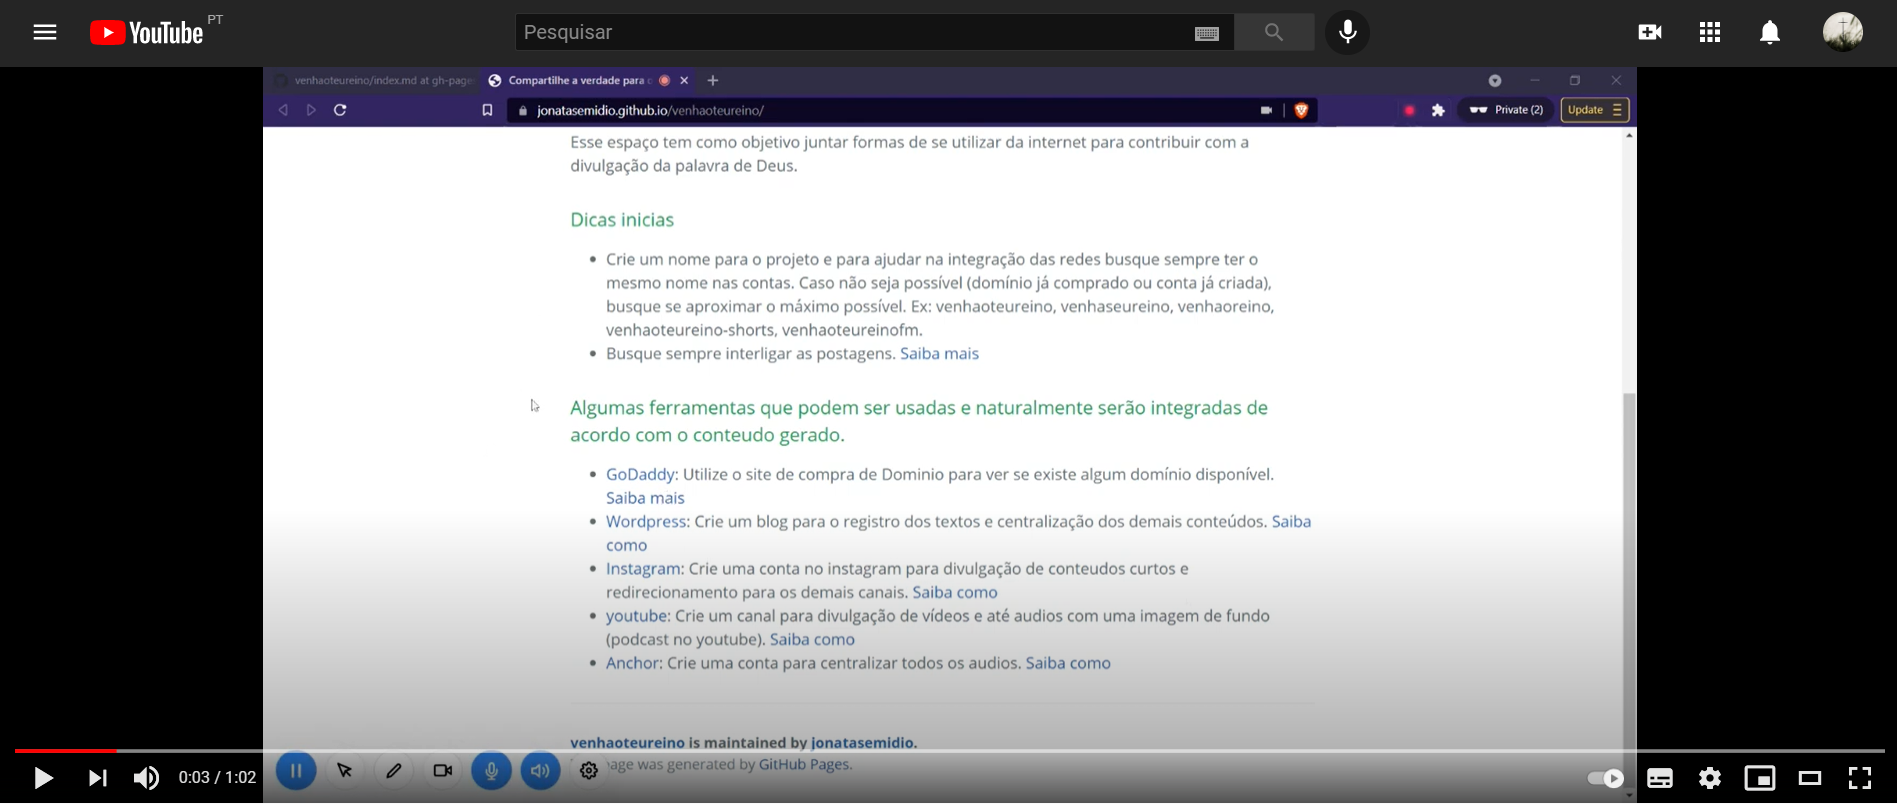 YouTube PT
Pesquisar
venhaoteureino/index.md at gh-page
Compartilhe a verdade para o
jonatasemidio.github.io/venhaoteureino/
Private (2)
Update
Esse espaço tem como objetivo juntar formas de se utilizar da internet para contribuir com a
divulgação da palavra de Deus.
Dicas inicias
Crie um nome para o projeto e para ajudar na integração das redes busque sempre ter o
mesmo nome nas contas. Caso não seja possível (domínio já comprado ou conta já criada),
busque se aproximar o máximo possível. Ex: venhaoteureino, venhaseureino, venhaoreino,
venhaoteureino-shorts, venhaoteureinofm.
Busque sempre interligar as postagens. Saiba mais
Algumas ferramentas que podem ser usadas e naturalmente serão integradas de
acordo com o conteudo gerado.
GoDaddy: Utilize o site de compra de Dominio para ver se existe algum domínio disponível.
Saiba mais
Wordpress: Crie um blog para o registro dos textos e centralização dos demais conteúdos. Saiba
como
Instagram: Crie uma conta no instagram para divulgação de conteudos curtos e
redirecionamento para os demais canais. Saiba como
youtube: Crie um canal para divulgação de vídeos e até audios com uma imagem de fundo
(podcast no youtube). Saiba como
Anchor: Crie uma conta para centralizar todos os audios. Saiba como
venhaoteureino is maintained by jonatasemidio.
age was generated by GitHub Pages.
0:03 / 1:02